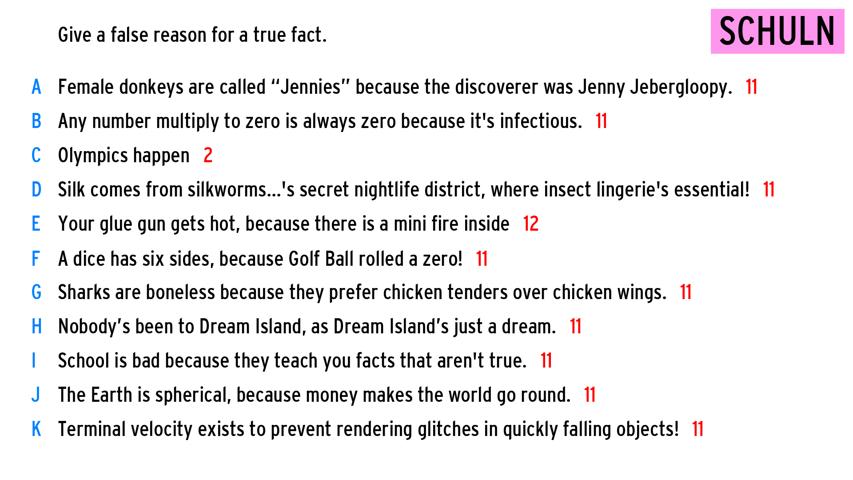 Give a false reason for a true fact.
SCHULN
A Female donkeys are called “Jennies” because the discoverer was Jenny Jebergloopy. 11
B Any number multiply to zero is always zero because it's infectious. 11
C Olympics happen 2
D Silk comes from silkworms...'s secret nightlife district, where insect lingerie's essential! 11
E Your glue gun gets hot, because there is a mini fire inside 12
F A dice has six sides, because Golf Ball rolled a zero! 11
G Sharks are boneless because they prefer chicken tenders over chicken wings. 11
H Nobody’s been to Dream Island, as Dream Island’s just a dream. 11
I School is bad because they teach you facts that aren't true. 11
J The Earth is spherical, because money makes the world go round. 11
K Terminal velocity exists to prevent rendering glitches in quickly falling objects! 11